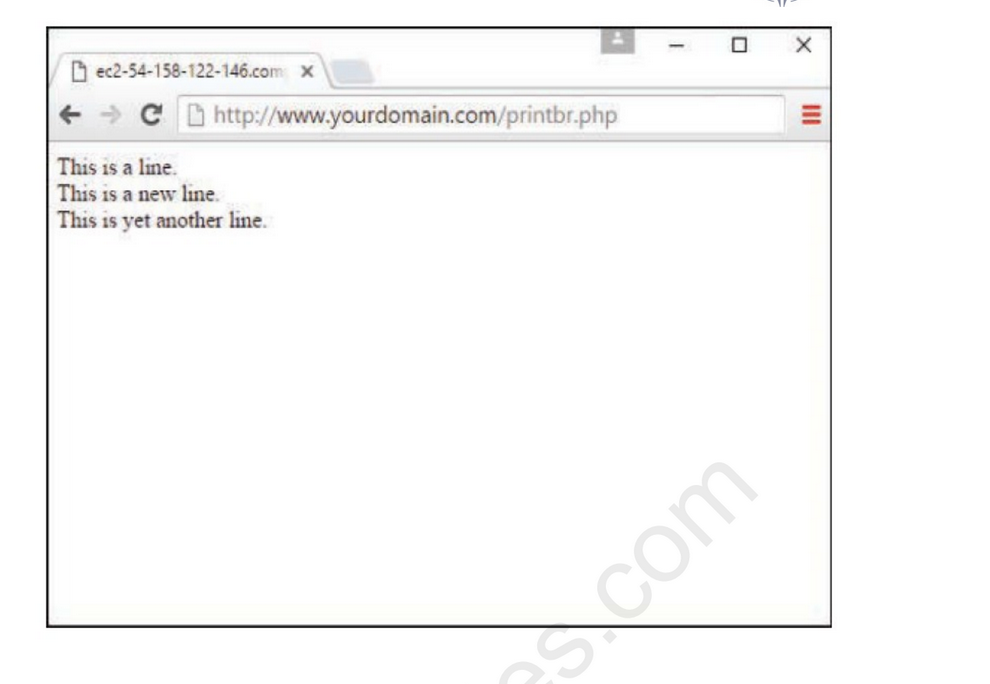 ec2-54-158-122-146.com
http://www.yourdomain.com/printbr.php
This is a line.
This is a new line.
This is yet another line.
es.com